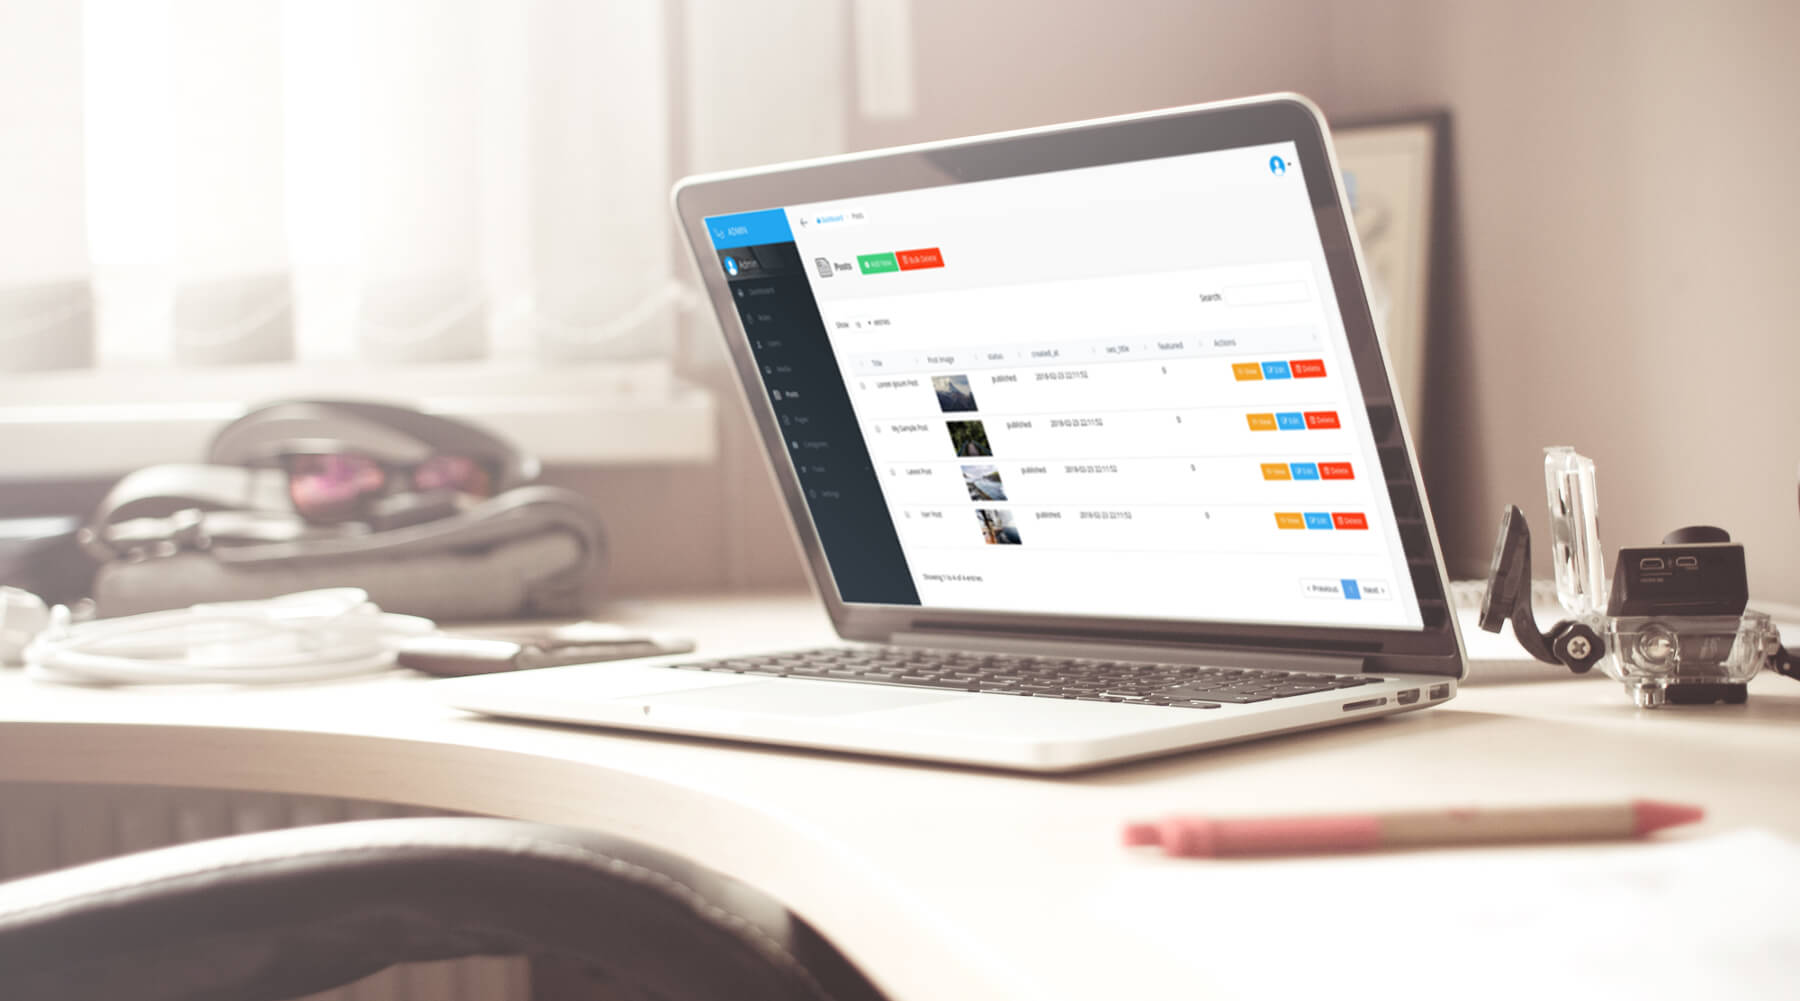 ADMIN
Dashboard / Posts
Admin
Dashboard
Roles
Users
Media
Posts
Pages
Categories
Tools
Settings
Posts Add New Bulk Delete
Show 10 entries
Search:
Title Post Image status created_at seo_title featured Actions
Lorem Ipsum Post published 2018-02-23 22:11:52 0 View Edit Delete
My Sample Post published 2018-02-23 22:11:52 0 View Edit Delete
Latest Post published 2018-02-23 22:11:52 0 View Edit Delete
Yarr Post published 2018-02-23 22:11:52 0 View Edit Delete
Showing 1 to 4 of 4 entries
‹ Previous 1 Next ›